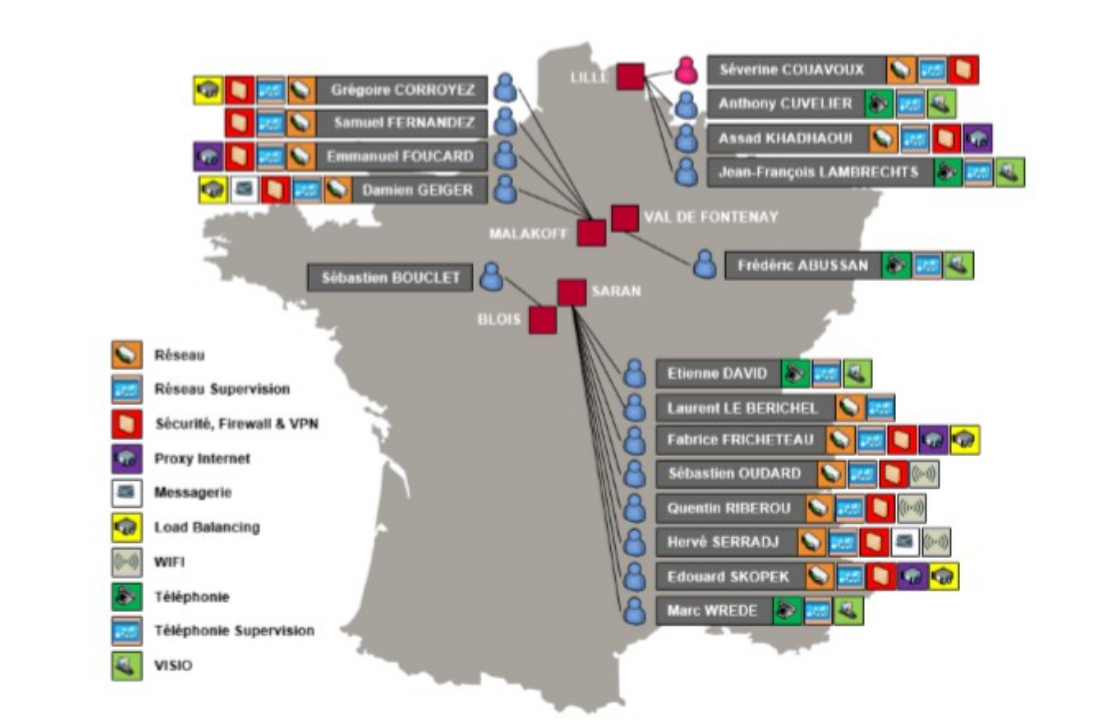 LILLE
Séverine COUAVOUX
Grégoire CORROYEZ
Anthony CUVELIER
Samuel FERNANDEZ
Assad KHADHAOUI
Emmanuel FOUCARD
Jean-François LAMBRECHTS
Damien GEIGER
VAL DE FONTENAY
MALAKOFF
Frédéric ABUSSAN
Sébastien BOUCLET
SARAN
BLOIS
Réseau
Etienne DAVID
Réseau Supervision
Laurent LE BERICHEL
Sécurité, Firewall & VPN
Fabrice FRICHETEAU
Proxy Internet
Sébastien OUDARD
Messagerie
Quentin RIBEROU
Load Balancing
Hervé SERRADJ
WIFI
Edouard SKOPEK
Téléphonie
Marc WREDE
Téléphonie Supervision
VISIO